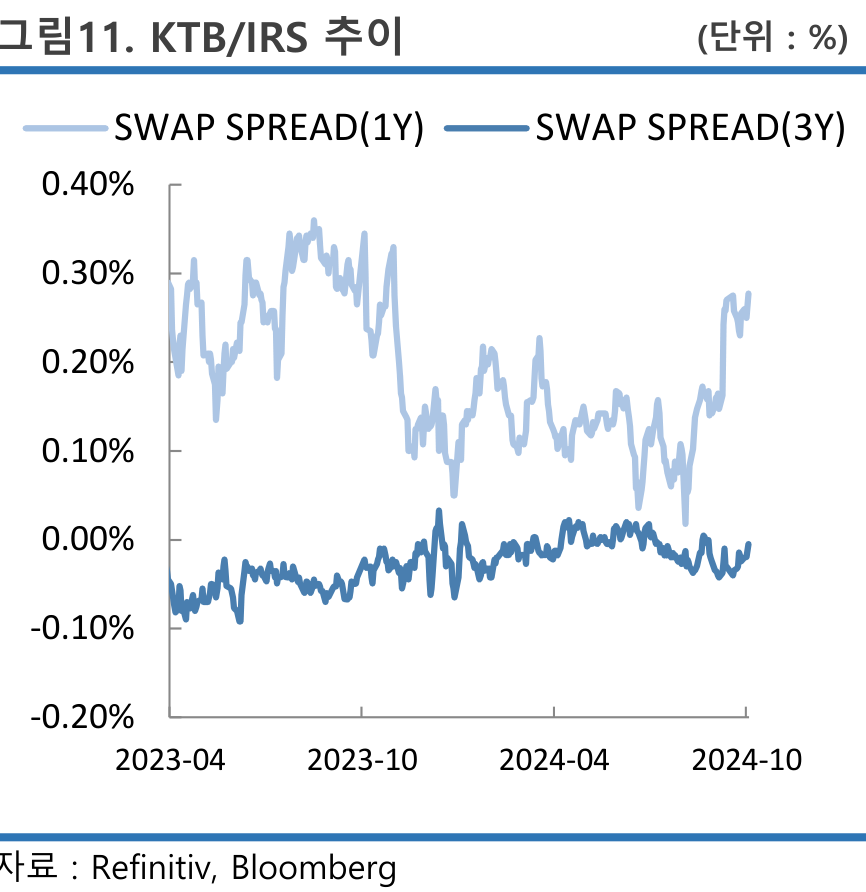 그림11. KTB/IRS 추이 (단위 : %)
SWAP SPREAD(1Y) SWAP SPREAD(3Y)
0.40%
0.30%
0.20%
0.10%
0.00%
-0.10%
-0.20%
2023-04 2023-10 2024-04 2024-10
자료 : Refinitiv, Bloomberg